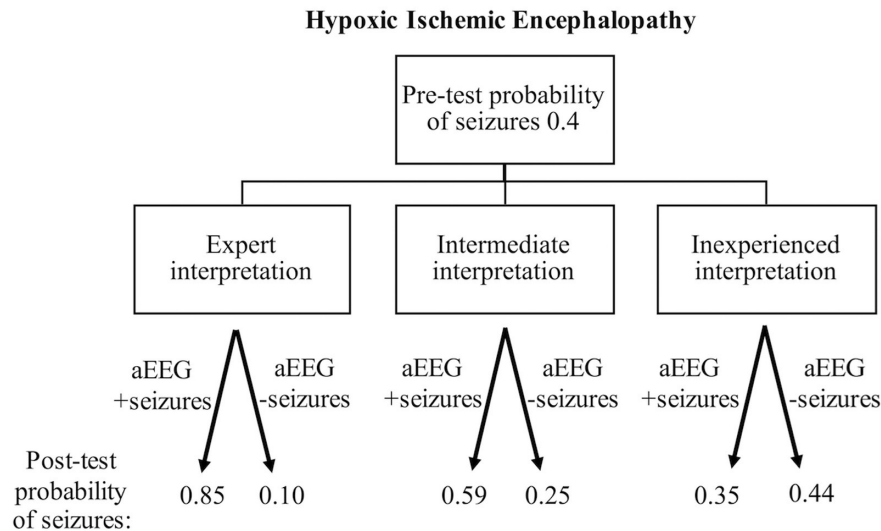 Hypoxic Ischemic Encephalopathy
Pre-test probability
of seizures 0.4
Expert
interpretation
Intermediate
interpretation
Inexperienced
interpretation
aEEG
+seizures
aEEG
-seizures
aEEG
+seizures
aEEG
-seizures
aEEG
+seizures
aEEG
-seizures
Post-test
probability
of seizures:
0.85 0.10 0.59 0.25 0.35 0.44